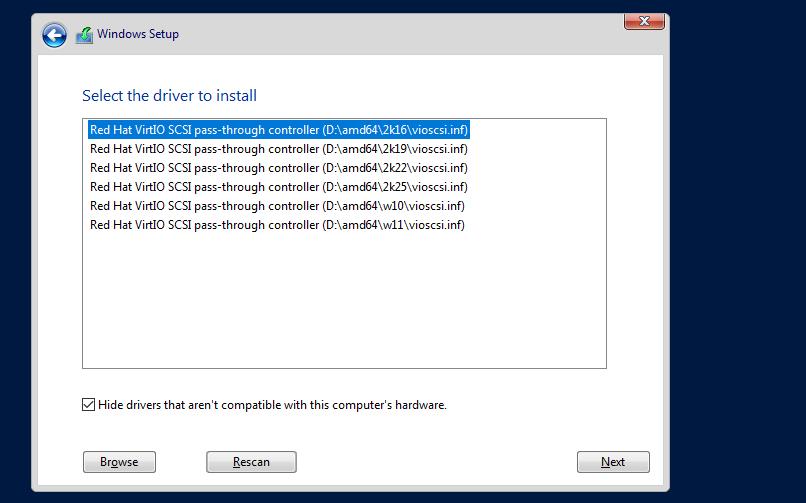 Windows Setup
Select the driver to install
Red Hat VirtIO SCSI pass-through controller (D:\amd64\2k16\vioscsi.inf)
Red Hat VirtIO SCSI pass-through controller (D:\amd64\2k19\vioscsi.inf)
Red Hat VirtIO SCSI pass-through controller (D:\amd64\2k22\vioscsi.inf)
Red Hat VirtIO SCSI pass-through controller (D:\amd64\2k25\vioscsi.inf)
Red Hat VirtIO SCSI pass-through controller (D:\amd64\w10\vioscsi.inf)
Red Hat VirtIO SCSI pass-through controller (D:\amd64\w11\vioscsi.inf)
Hide drivers that aren't compatible with this computer's hardware.
Browse Rescan Next